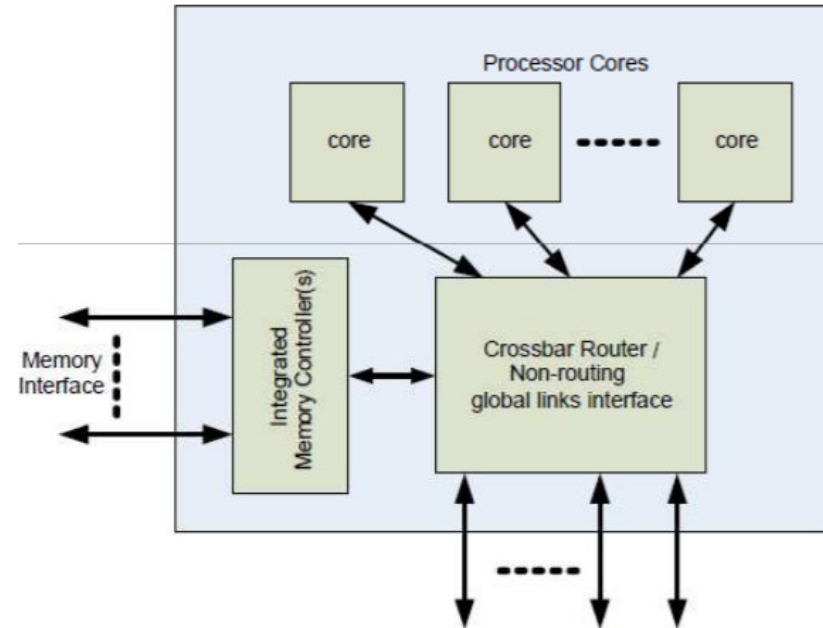 Processor Cores
core
core
core
Memory
Interface
Integrated
Memory Controller(s)
Crossbar Router /
Non-routing
global links interface